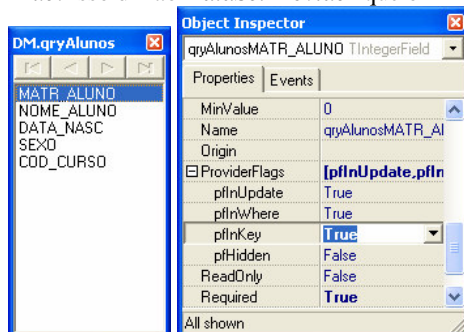 DM.qryAlunos
MATR_ALUNO
NOME_ALUNO
DATA_NASC
SEXO
COD_CURSO
Object Inspector
qryAlunosMATR_ALUNO TIntegerField
Properties Events
MinValue 0
Name qryAlunosMATR_Al
Origin
ProviderFlags [pfInUpdate,pfIn
pfInUpdate True
pfInWhere True
pfInKey True
pfHidden False
ReadOnly False
Required True
All shown